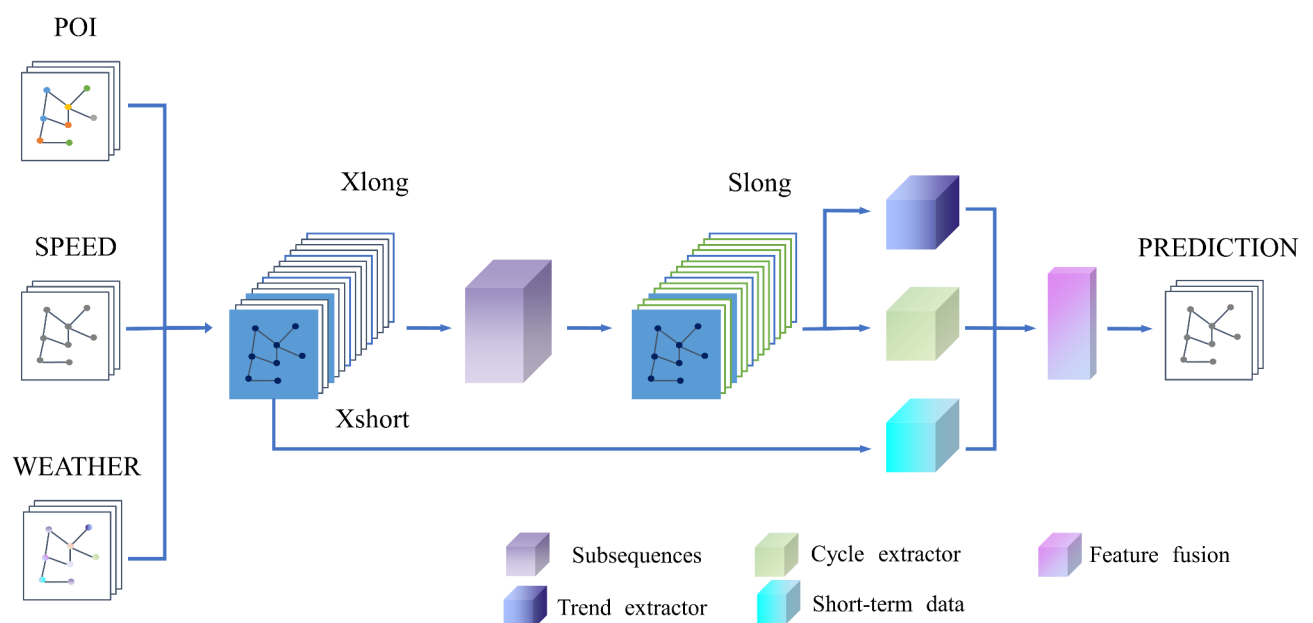 POI
SPEED
WEATHER
Xlong
Xshort
Slong
PREDICTION
Subsequences
Cycle extractor
Feature fusion
Trend extractor
Short-term data